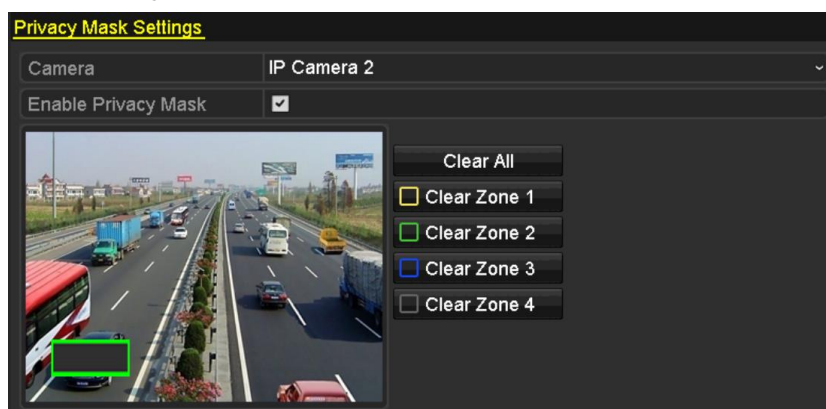 Privacy Mask Settings
Camera IP Camera 2
Enable Privacy Mask
Clear All
Clear Zone 1
Clear Zone 2
Clear Zone 3
Clear Zone 4